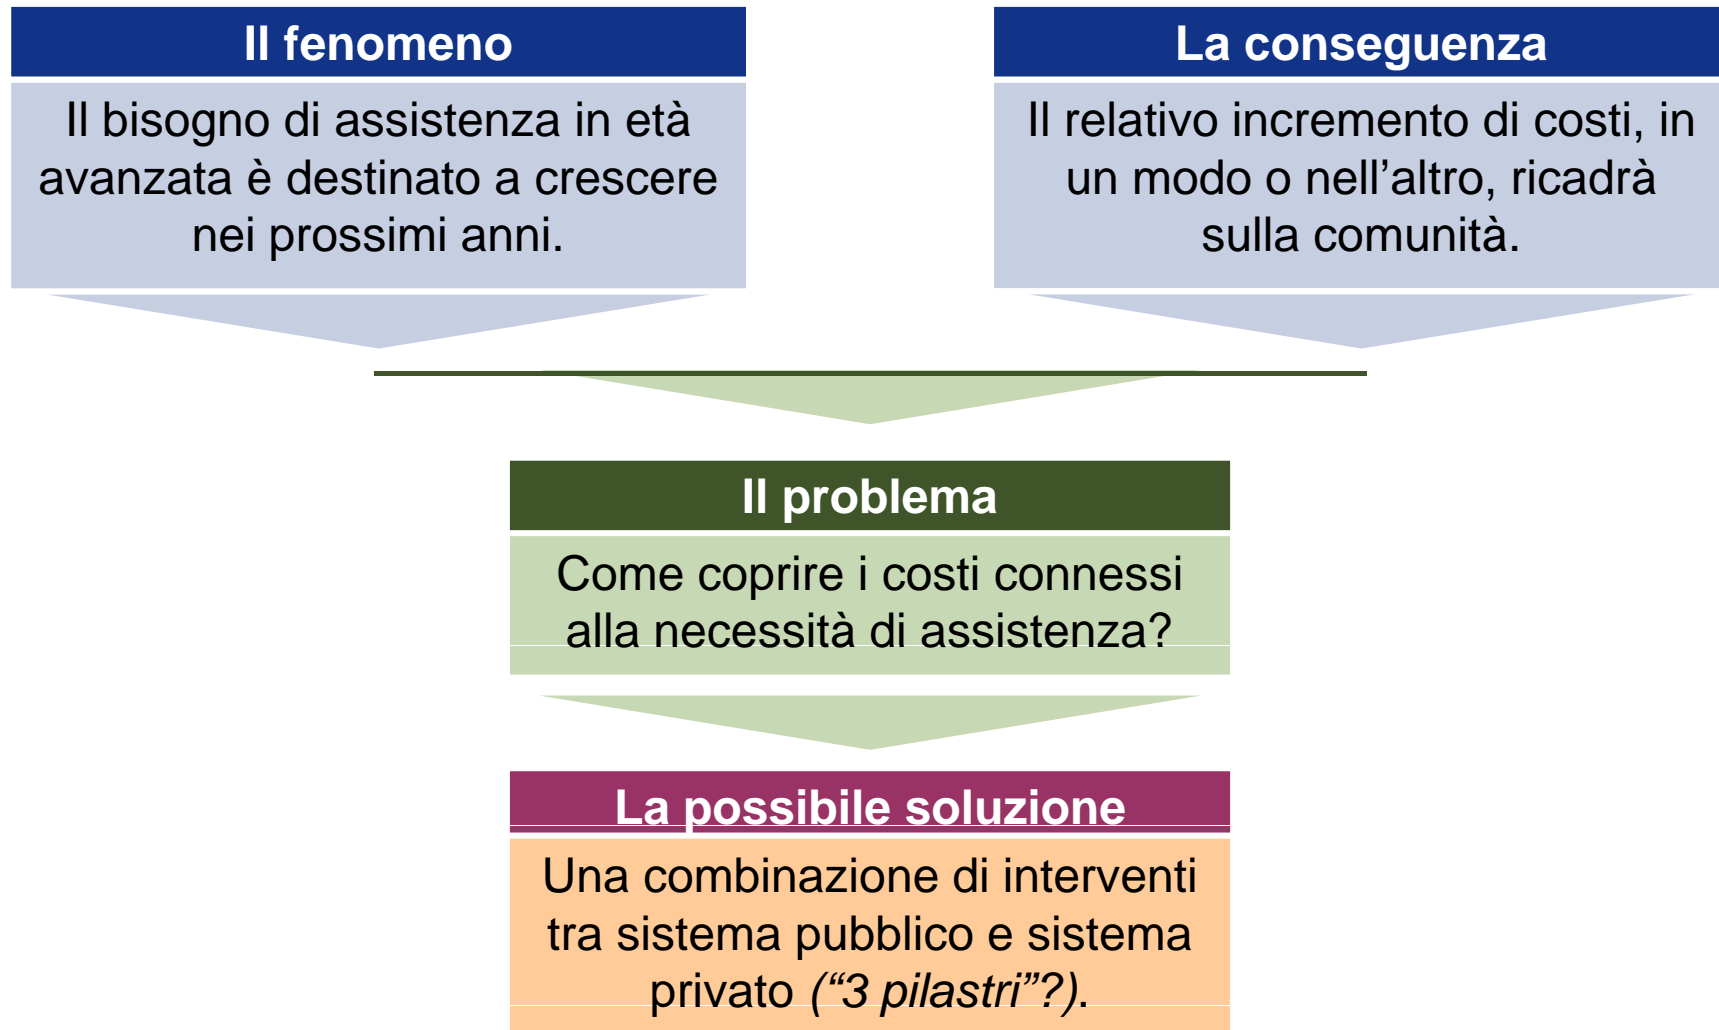 Il fenomeno
Il bisogno di assistenza in età
avanzata è destinato a crescere
nei prossimi anni.
La conseguenza
Il relativo incremento di costi, in
un modo o nell’altro, ricadrà
sulla comunità.
Il problema
Come coprire i costi connessi
alla necessità di assistenza?
La possibile soluzione
Una combinazione di interventi
tra sistema pubblico e sistema
privato (“3 pilastri”?).